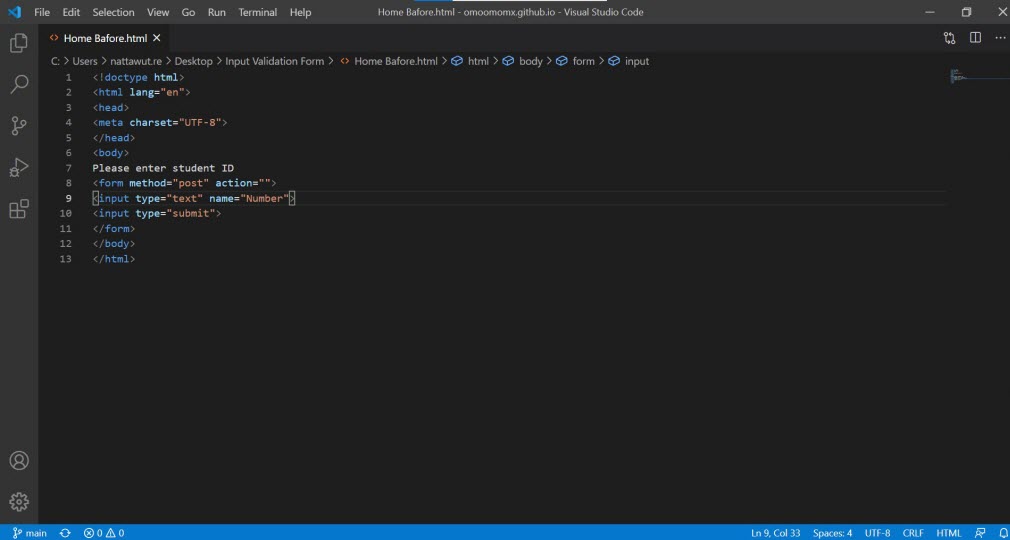 File Edit Selection View Go Run Terminal Help Home Bafore.html - omoomomx.github.io - Visual Studio Code
Home Bafore.html
C: > Users > nattawut.re > Desktop > Input Validation Form > Home Bafore.html > html > body > form > input
1 <!doctype html>
2 <html lang="en">
3 <head>
4 <meta charset="UTF-8">
5 </head>
6 <body>
7 Please enter student ID
8 <form method="post" action="">
9 <input type="text" name="Number">
10 <input type="submit">
11 </form>
12 </body>
13 </html>
main 0 0 Ln 9, Col 33 Spaces: 4 UTF-8 CRLF HTML